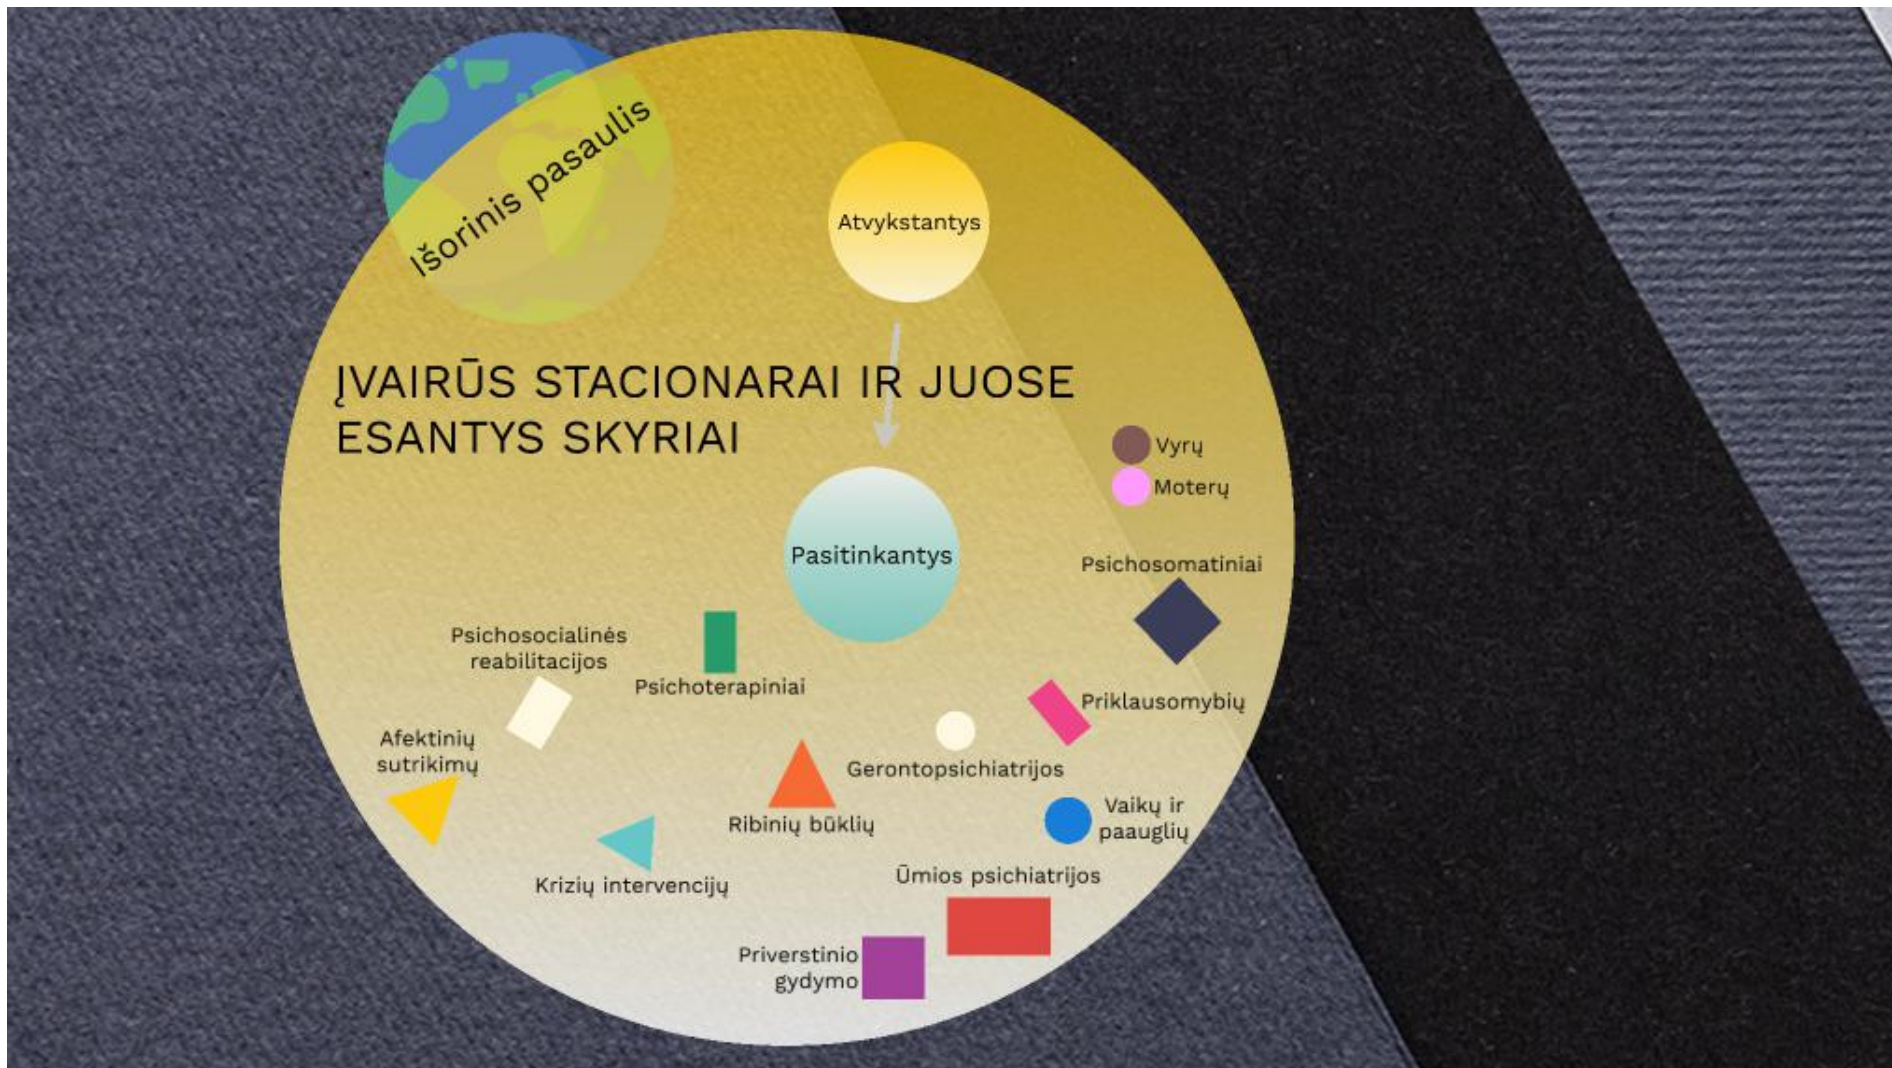 Išorinis pasaulis
Atvykstantys
ĮVAIRŪS STACIONARAI IR JUOSE
ESANTYS SKYRIAI
Vyrų
Moterų
Pasitinkantys
Psichosomatiniai
Psichosocialinės
reabilitacijos
Psichoterapiniai
Priklausomybių
Afektinių
sutrikimų
Gerontopsichiatrijos
Ribinių būklių
Vaikų ir
paauglių
Krizių intervencijų
Ūmios psichiatrijos
Priverstinio
gydymo